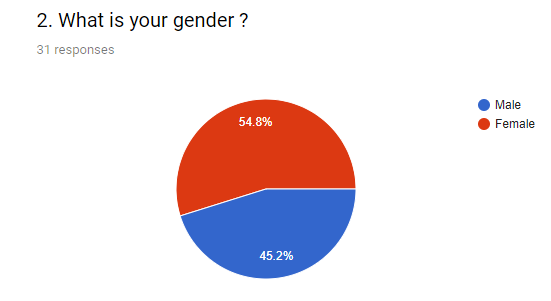 2. What is your gender ?
31 responses
Male
Female
54.8%
45.2%